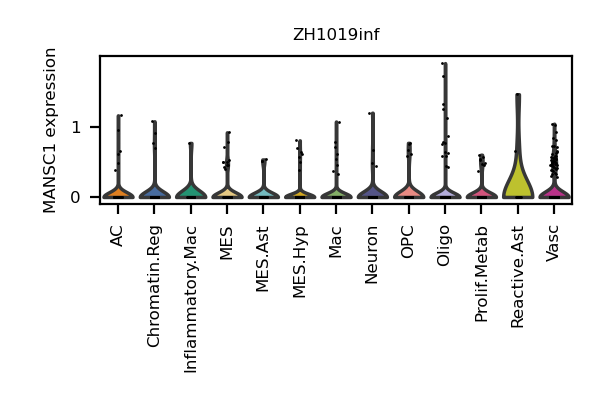 ZH1019inf
MANSC1 expression
1
0
AC
Chromatin.Reg
Inflammatory.Mac
MES
MES.Ast
MES.Hyp
Mac
Neuron
OPC
Oligo
Prolif.Metab
Reactive.Ast
Vasc